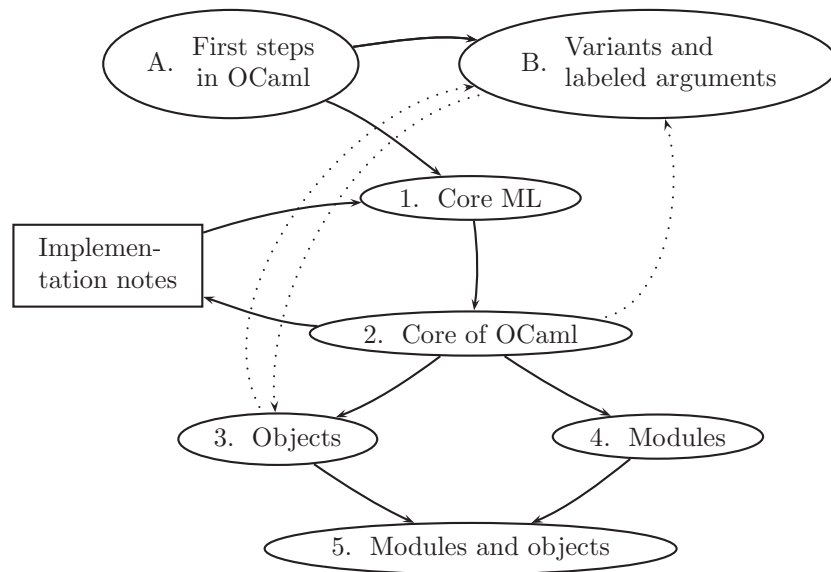 A. First steps
in OCaml
B. Variants and
labeled arguments
1. Core ML
Implemen-
tation notes
2. Core of OCaml
3. Objects
4. Modules
5. Modules and objects